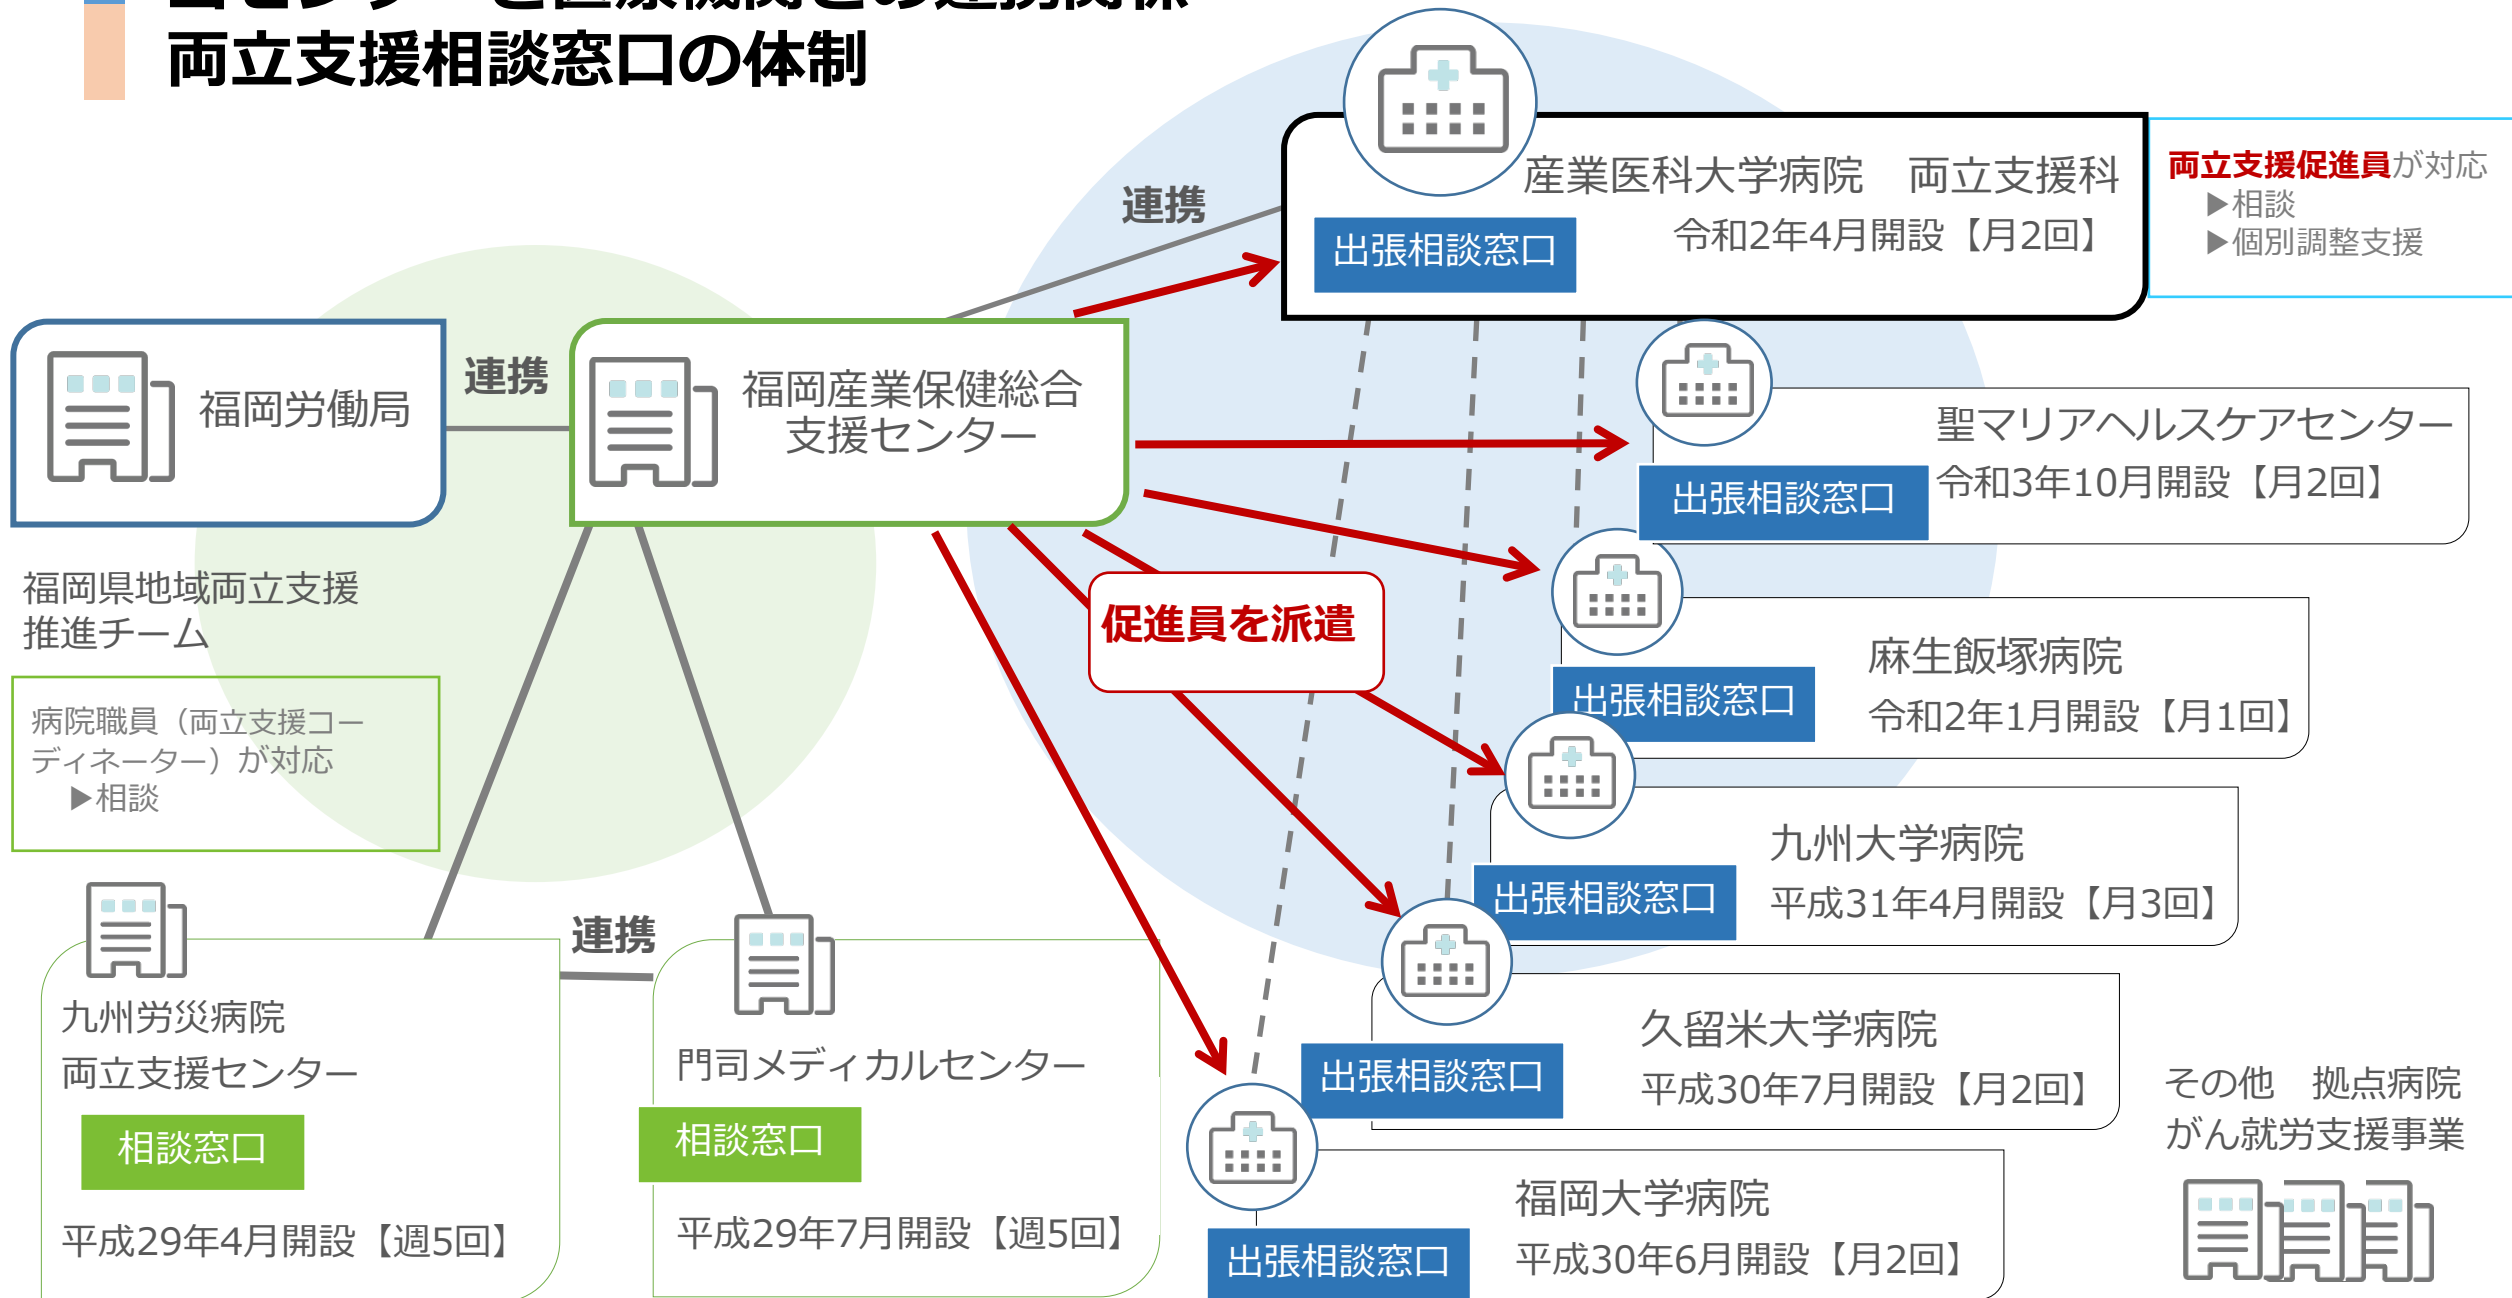 当センターと医療機関との連携関係
両立支援相談窓口の体制
産業医科大学病院　両立支援科
令和2年4月開設【月2回】
出張相談窓口
両立支援促進員が対応
▶相談
▶個別調整支援
連携
福岡労働局
連携
福岡産業保健総合
支援センター
聖マリアヘルスケアセンター
令和3年10月開設【月2回】
出張相談窓口
福岡県地域両立支援
推進チーム
促進員を派遣
麻生飯塚病院
令和2年1月開設【月1回】
出張相談窓口
病院職員（両立支援コー
ディネーター）が対応
▶相談
九州大学病院
平成31年4月開設【月3回】
出張相談窓口
連携
九州労災病院
両立支援センター
相談窓口
平成29年4月開設【週5回】
門司メディカルセンター
相談窓口
平成29年7月開設【週5回】
久留米大学病院
平成30年7月開設【月2回】
出張相談窓口
その他　拠点病院
がん就労支援事業
福岡大学病院
平成30年6月開設【月2回】
出張相談窓口